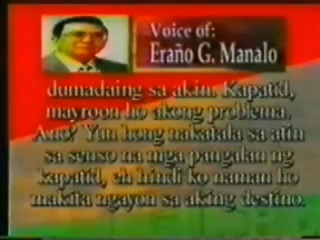 Voice of:
Eraño G. Manalo
dumadaing sa akin. Kapatid,
mayroon ho akong problema.
Ano? Yun hong nakatala sa atin
sa senso na mga pangalan ng
kapatid, eh hindi ko naman ho
makita ngayon sa aking destino.